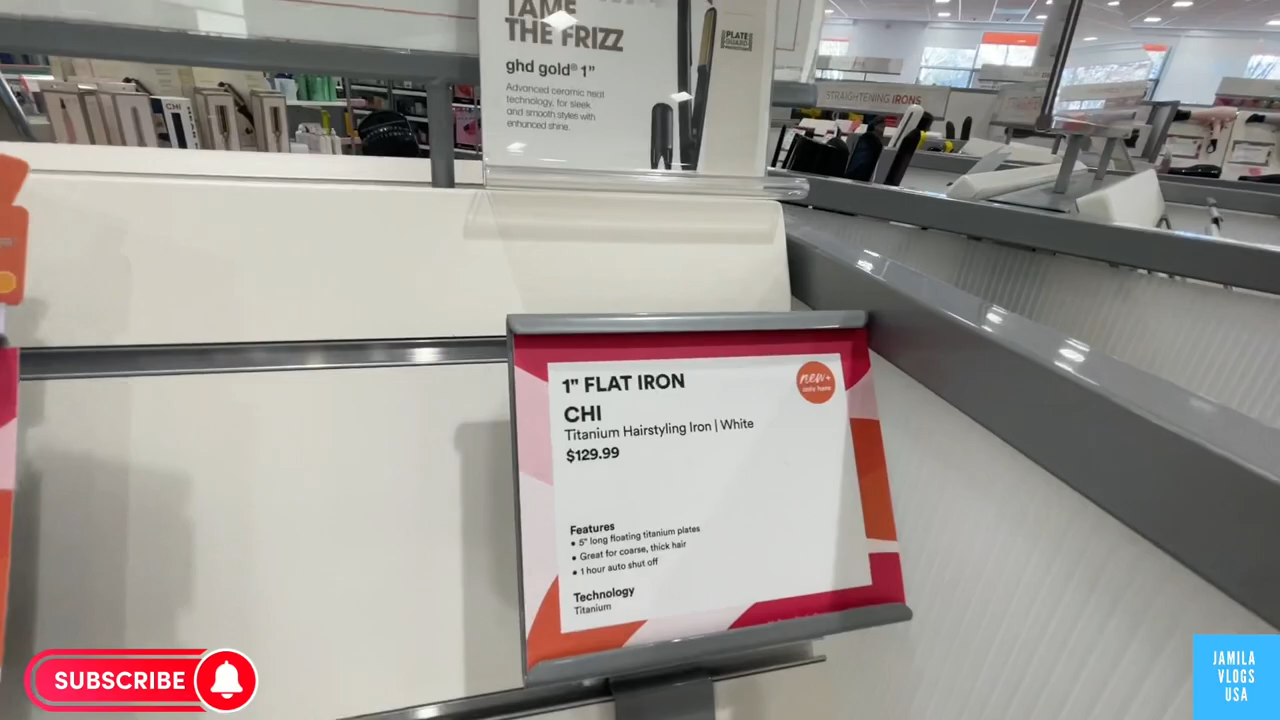 TAME
THE FRIZZ
ghd gold® 1"
Advanced ceramic heat
technology, for sleek
and smooth styles with
enhanced shine.
PLATE
GUARD
CHI
STRAIGHTENING IRONS
1" FLAT IRON
CHI
Titanium Hairstyling Iron | White
$129.99
new+
Features
• 5" long floating titanium plates
• Great for coarse, thick hair
• 1 hour auto shut off
Technology
Titanium
SUBSCRIBE
JAMILA
VLOGS
USA